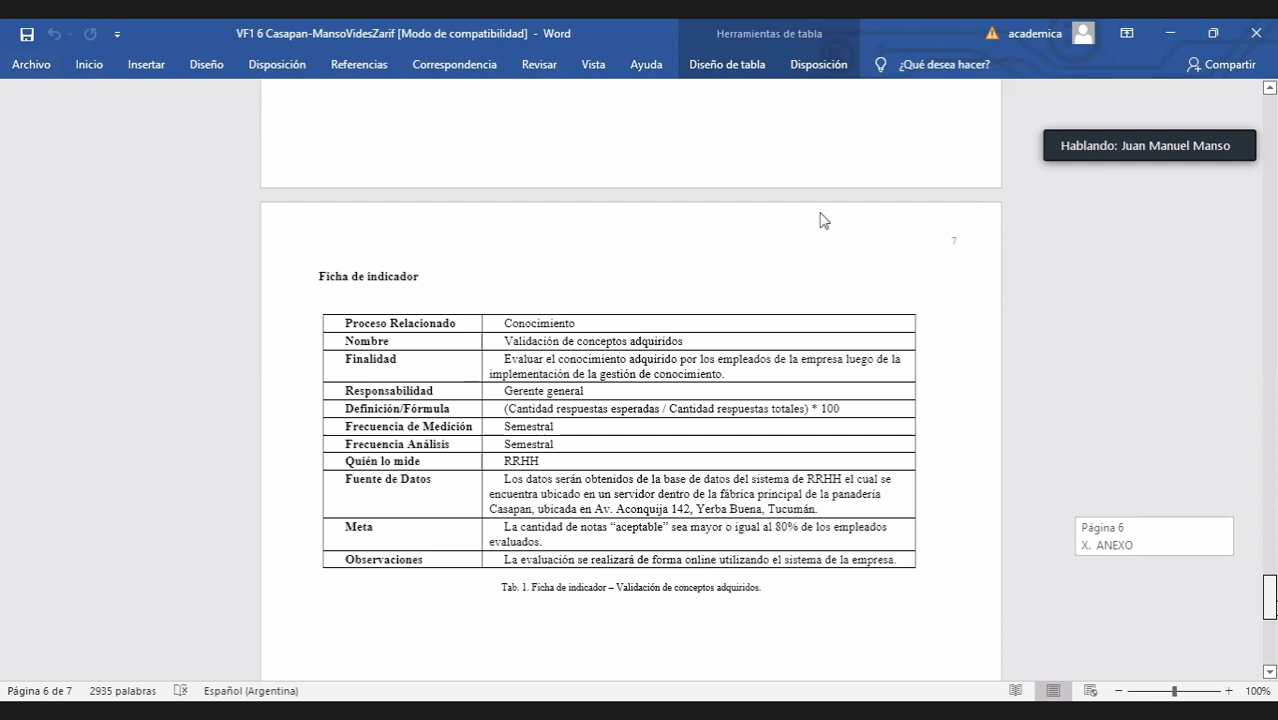 VF1 6 Casapan-MansoVidesZarif [Modo de compatibilidad] - Word
Herramientas de tabla
academica
Archivo Inicio Insertar Diseño Disposición Referencias Correspondencia Revisar Vista Ayuda Diseño de tabla Disposición ¿Qué desea hacer? Compartir
Hablando: Juan Manuel Manso
7
Ficha de indicador
Proceso Relacionado Conocimiento
Nombre Validación de conceptos adquiridos
Finalidad Evaluar el conocimiento adquirido por los empleados de la empresa luego de la
implementación de la gestión de conocimiento.
Responsabilidad Gerente general
Definición/Fórmula (Cantidad respuestas esperadas / Cantidad respuestas totales) * 100
Frecuencia de Medición Semestral
Frecuencia Análisis Semestral
Quién lo mide RRHH
Fuente de Datos Los datos serán obtenidos de la base de datos del sistema de RRHH el cual se
encuentra ubicado en un servidor dentro de la fábrica principal de la panadería
Casapan, ubicada en Av. Aconquija 142, Yerba Buena, Tucumán.
Meta La cantidad de notas “aceptable” sea mayor o igual al 80% de los empleados
evaluados.
Observaciones La evaluación se realizará de forma online utilizando el sistema de la empresa.
Tab. 1. Ficha de indicador – Validación de conceptos adquiridos.
Página 6
X. ANEXO
Página 6 de 7 2935 palabras Español (Argentina) 100%